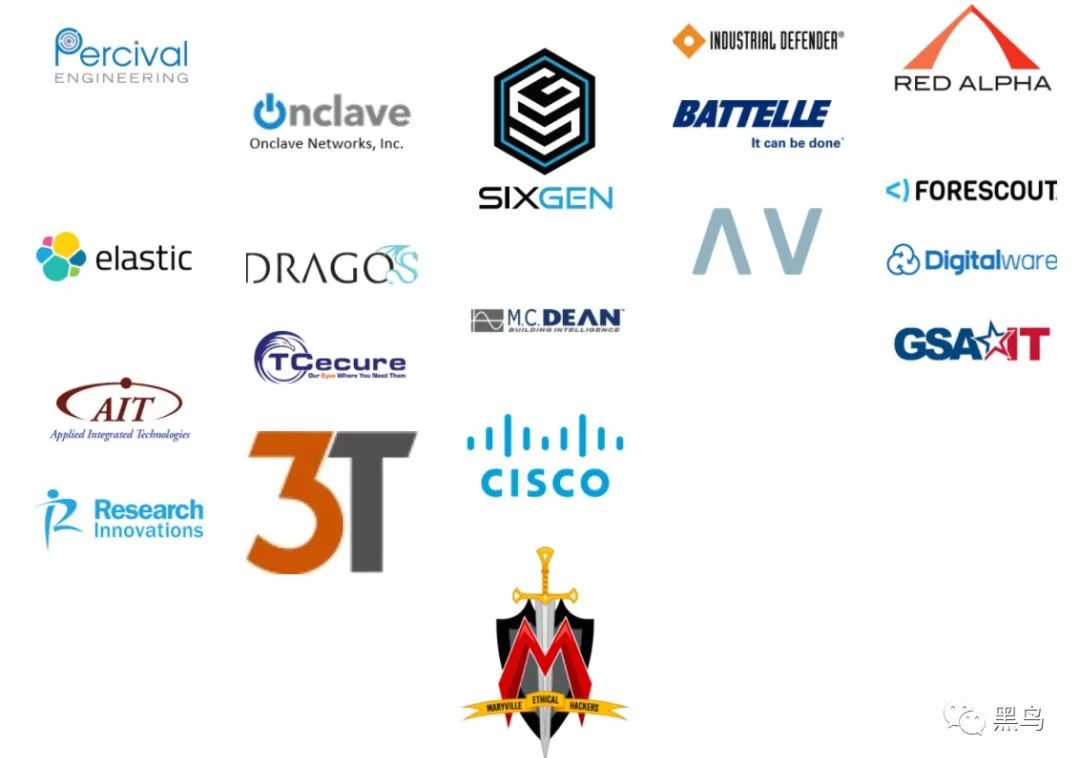 Percival
ENGINEERING
Onclave
Onclave Networks, Inc.
SIXGEN
INDUSTRIAL DEFENDER®
BATTELLE
It can be done™
RED ALPHA
FORESCOUT.
elastic
DRAGOS
AV
Digitalware
M.C. DEAN™
BUILDING INTELLIGENCE
TCecure
Our Eyes Where You Need Them
GSA IT
AIT
Applied Integrated Technologies
3T
CISCO
Research
Innovations
M
MARYVILLE ETHICAL HACKERS
黑鸟